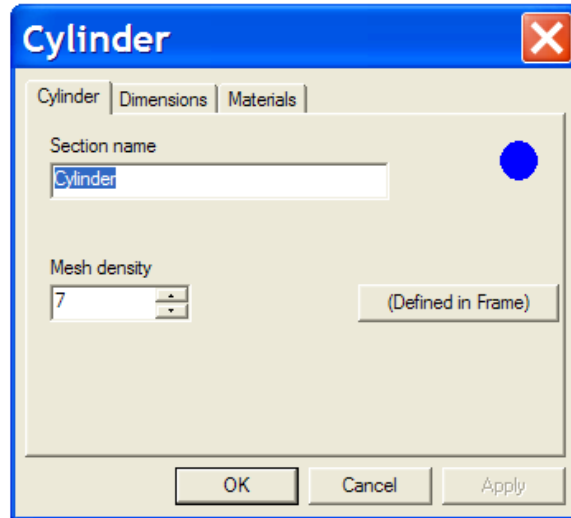 Cylinder
Cylinder Dimensions Materials
Section name
Cylinder
Mesh density
7
(Defined in Frame)
OK Cancel Apply